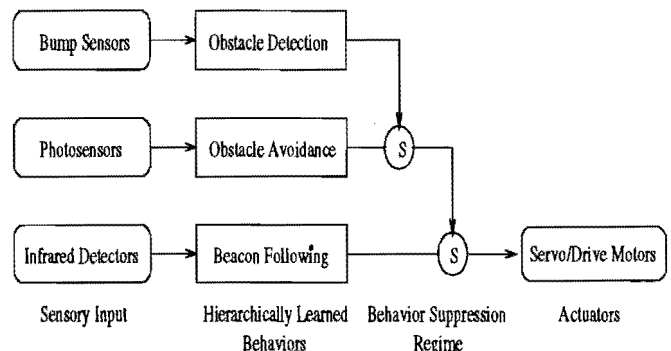 Bump Sensors
Obstacle Detection
Photosensors
Obstacle Avoidance
S
Infrared Detectors
Beacon Following
S
Servo/Drive Motors
Sensory Input
Hierarchically Learned
Behaviors
Behavior Suppression
Regime
Actuators